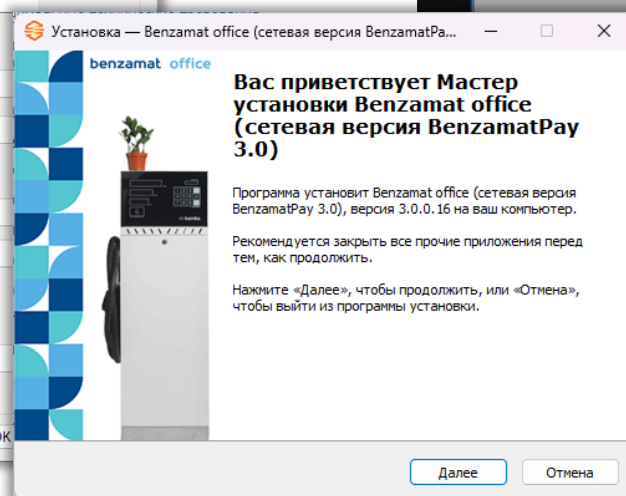 Установка — Benzamat office (сетевая версия BenzamatPa...
benzamat office
Вас приветствует Мастер
установки Benzamat office
(сетевая версия BenzamatPay
3.0)
Программа установит Benzamat office (сетевая версия
BenzamatPay 3.0), версия 3.0.0.16 на ваш компьютер.
Рекомендуется закрыть все прочие приложения перед
тем, как продолжить.
Нажмите «Далее», чтобы продолжить, или «Отмена»,
чтобы выйти из программы установки.
Далее
Отмена